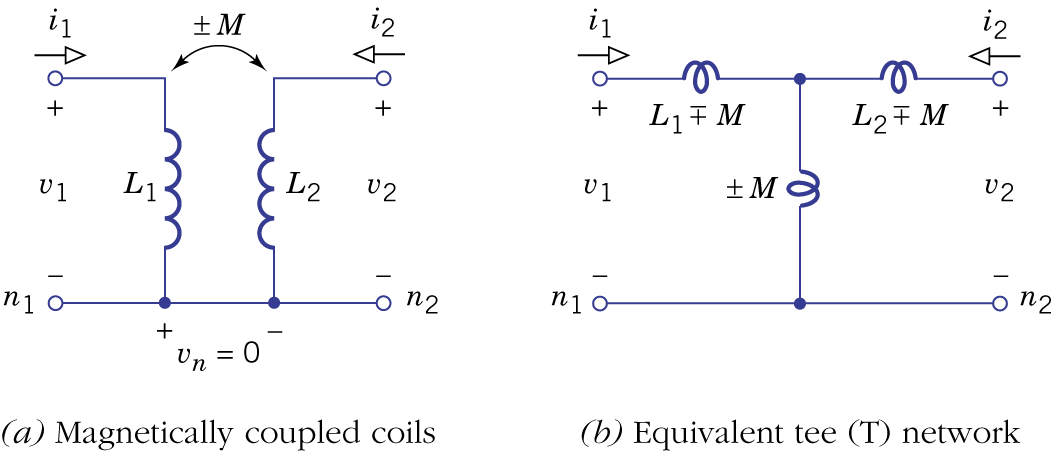 i1 ±M i2
+ +
v1 L1 L2 v2
− −
n1 n2
+ −
vn = 0
(a) Magnetically coupled coils
i1 i2
L1 ∓ M L2 ∓ M
+ +
v1 ±M v2
− −
n1 n2
(b) Equivalent tee (T) network